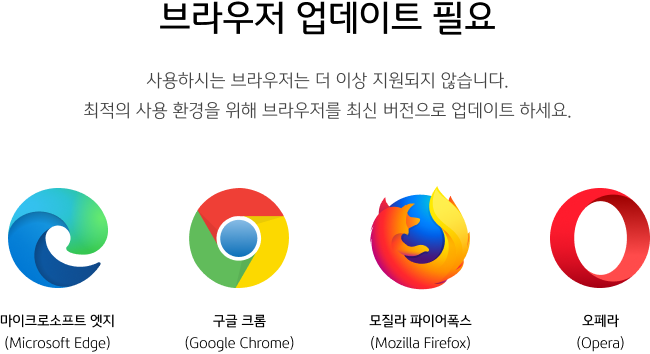 브라우저 업데이트 필요
사용하시는 브라우저는 더 이상 지원되지 않습니다.
최적의 사용 환경을 위해 브라우저를 최신 버전으로 업데이트 하세요.
마이크로소프트 엣지
(Microsoft Edge)
구글 크롬
(Google Chrome)
모질라 파이어폭스
(Mozilla Firefox)
오페라
(Opera)